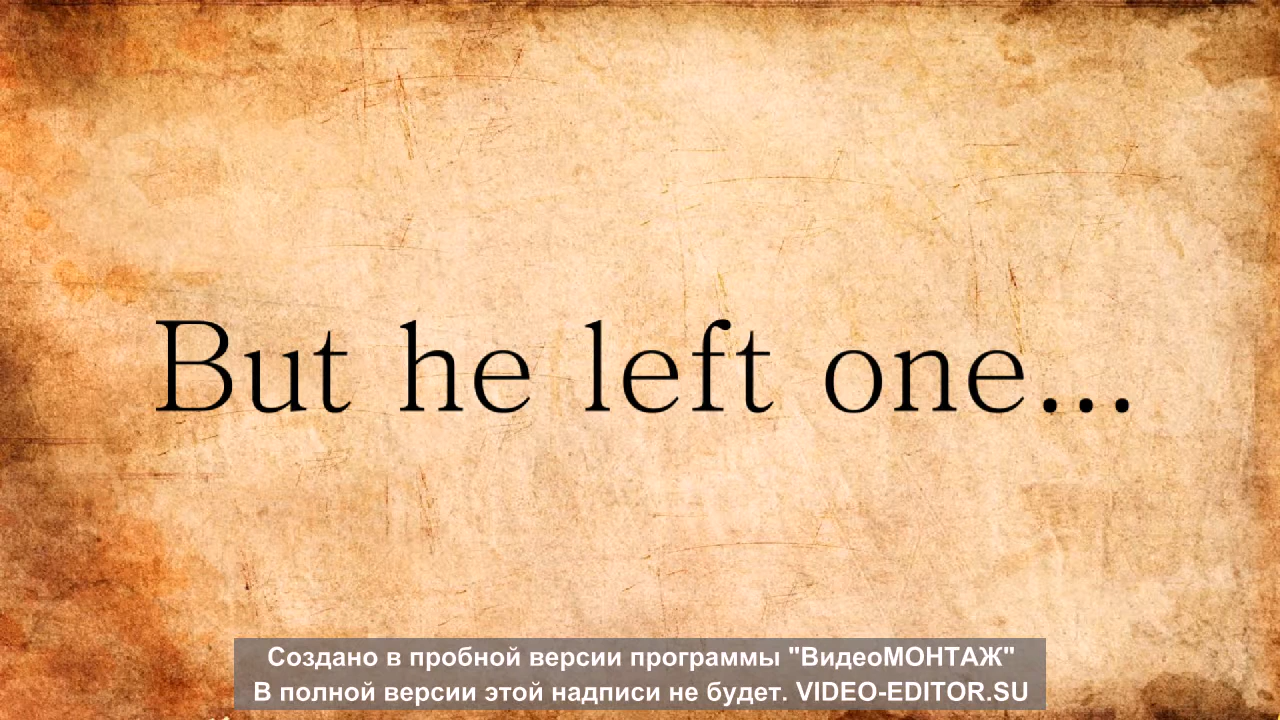 But he left one...
Создано в пробной версии программы "ВидеоМОНТАЖ"
В полной версии этой надписи не будет. VIDEO-EDITOR.SU